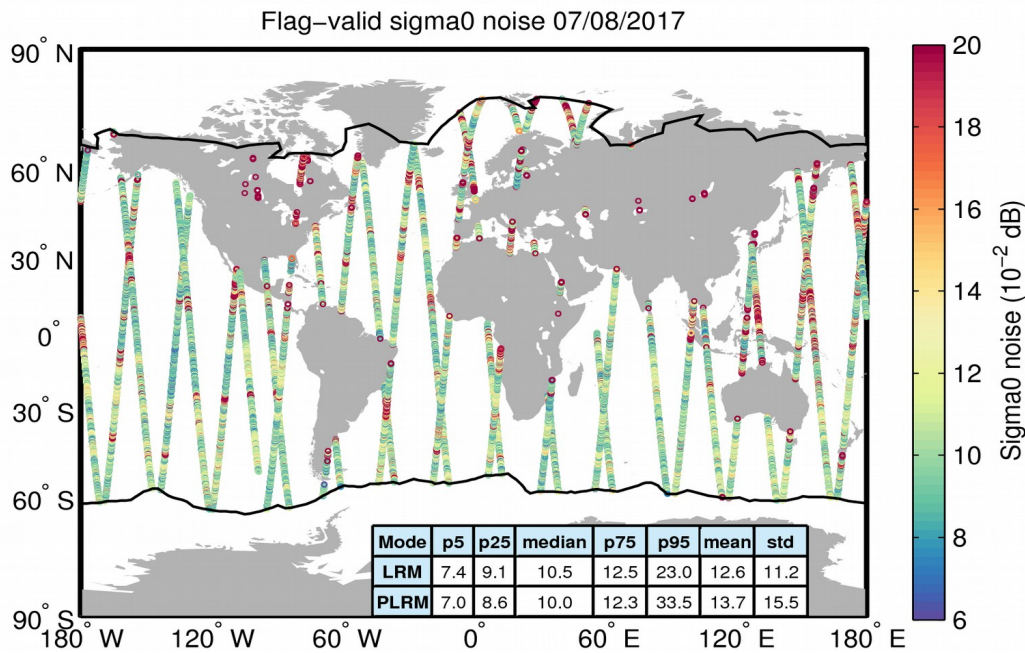 Flag−valid sigma0 noise 07/08/2017
90° N
60° N
30° N
0°
30° S
60° S
90° S
180° W
120° W
60° W
0°
60° E
120° E
180° E
Mode p5 p25 median p75 p95 mean std
LRM 7.4 9.1 10.5 12.5 23.0 12.6 11.2
PLRM 7.0 8.6 10.0 12.3 33.5 13.7 15.5
20
18
16
14
12
10
8
6
Sigma0 noise (10⁻² dB)